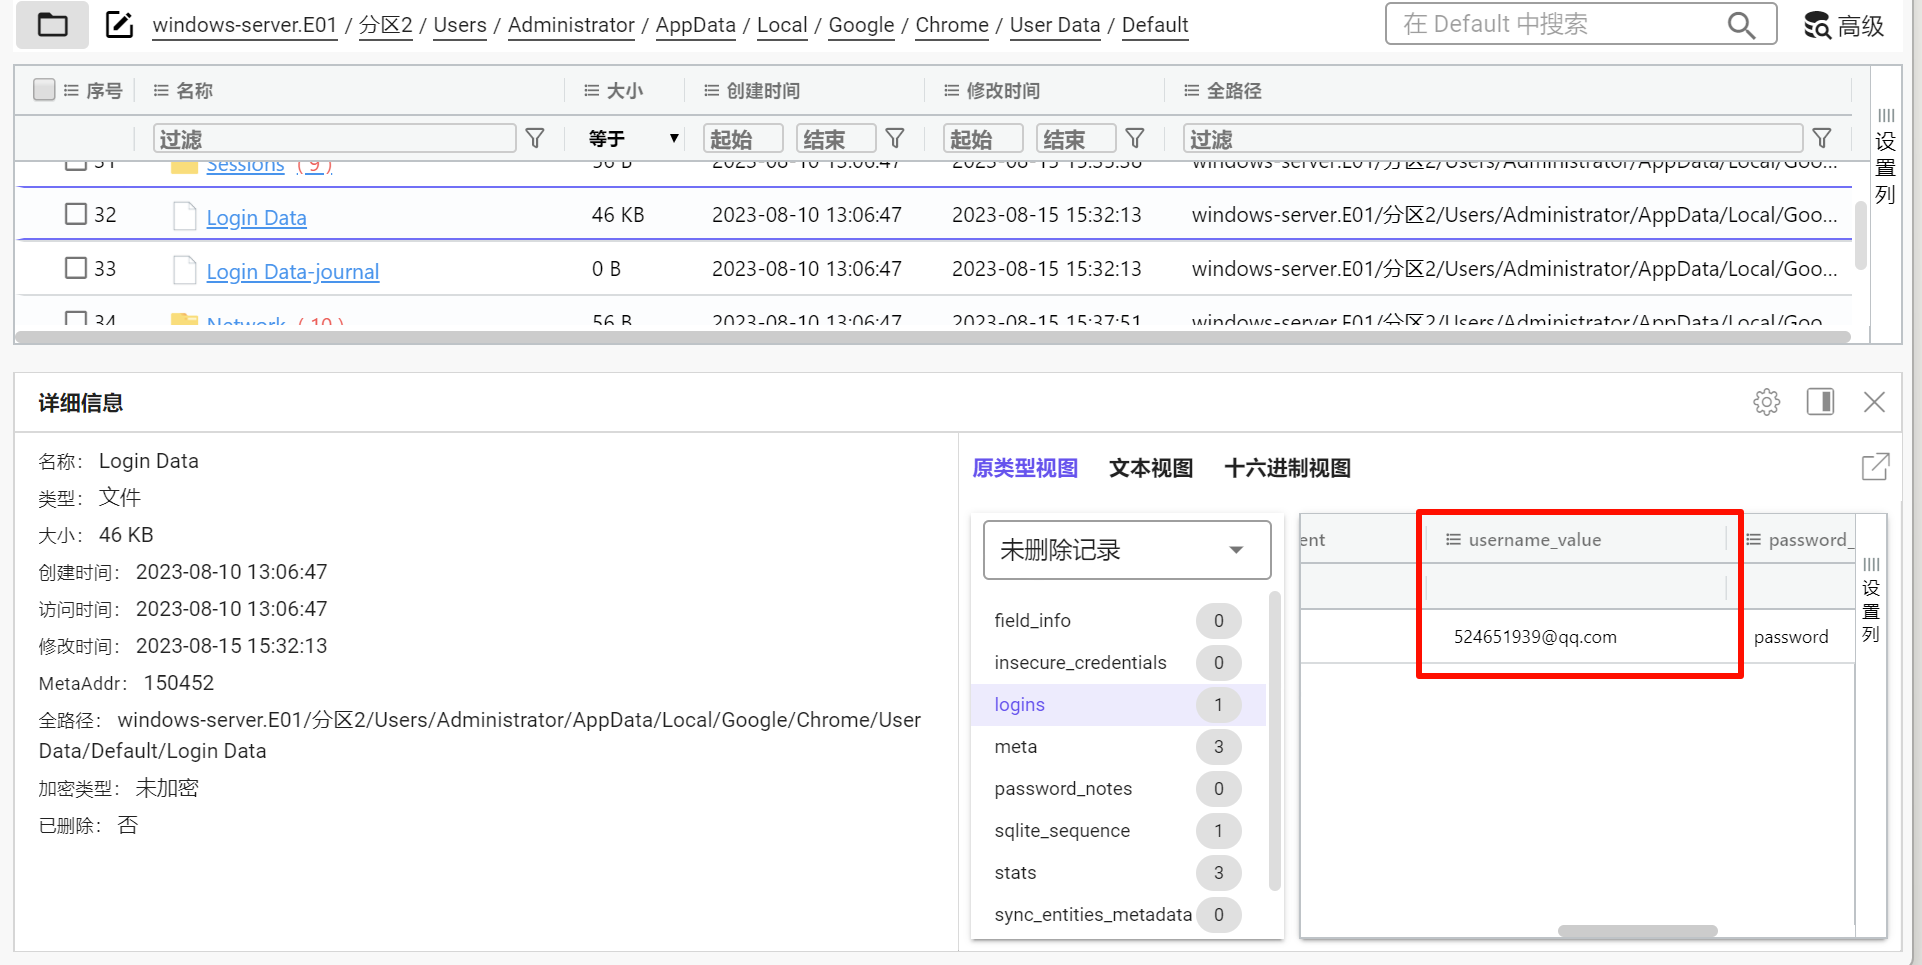 windows-server.E01 / 分区2 / Users / Administrator / AppData / Local / Google / Chrome / User Data / Default
在 Default 中搜索
高级
序号 名称 大小 创建时间 修改时间 全路径
过滤 等于 起始 结束 起始 结束 过滤
设置列
31 Sessions ( 9 ) 56 B 2023-08-10 13:06:47 2023-08-15 15:35:38 windows-server.E01/分区2/Users/Administrator/AppData/Local/Goo...
32 Login Data 46 KB 2023-08-10 13:06:47 2023-08-15 15:32:13 windows-server.E01/分区2/Users/Administrator/AppData/Local/Goo...
33 Login Data-journal 0 B 2023-08-10 13:06:47 2023-08-15 15:32:13 windows-server.E01/分区2/Users/Administrator/AppData/Local/Goo...
34 Network ( 10 ) 56 B 2023-08-10 13:06:47 2023-08-15 15:37:51 windows-server.E01/分区2/Users/Administrator/AppData/Local/Goo...
详细信息
名称： Login Data
类型： 文件
大小： 46 KB
创建时间： 2023-08-10 13:06:47
访问时间： 2023-08-10 13:06:47
修改时间： 2023-08-15 15:32:13
MetaAddr： 150452
全路径： windows-server.E01/分区2/Users/Administrator/AppData/Local/Google/Chrome/User
Data/Default/Login Data
加密类型： 未加密
已删除： 否
原类型视图 文本视图 十六进制视图
未删除记录
field_info 0
insecure_credentials 0
logins 1
meta 3
password_notes 0
sqlite_sequence 1
stats 3
sync_entities_metadata 0
ent username_value password_
524651939@qq.com password
设置列